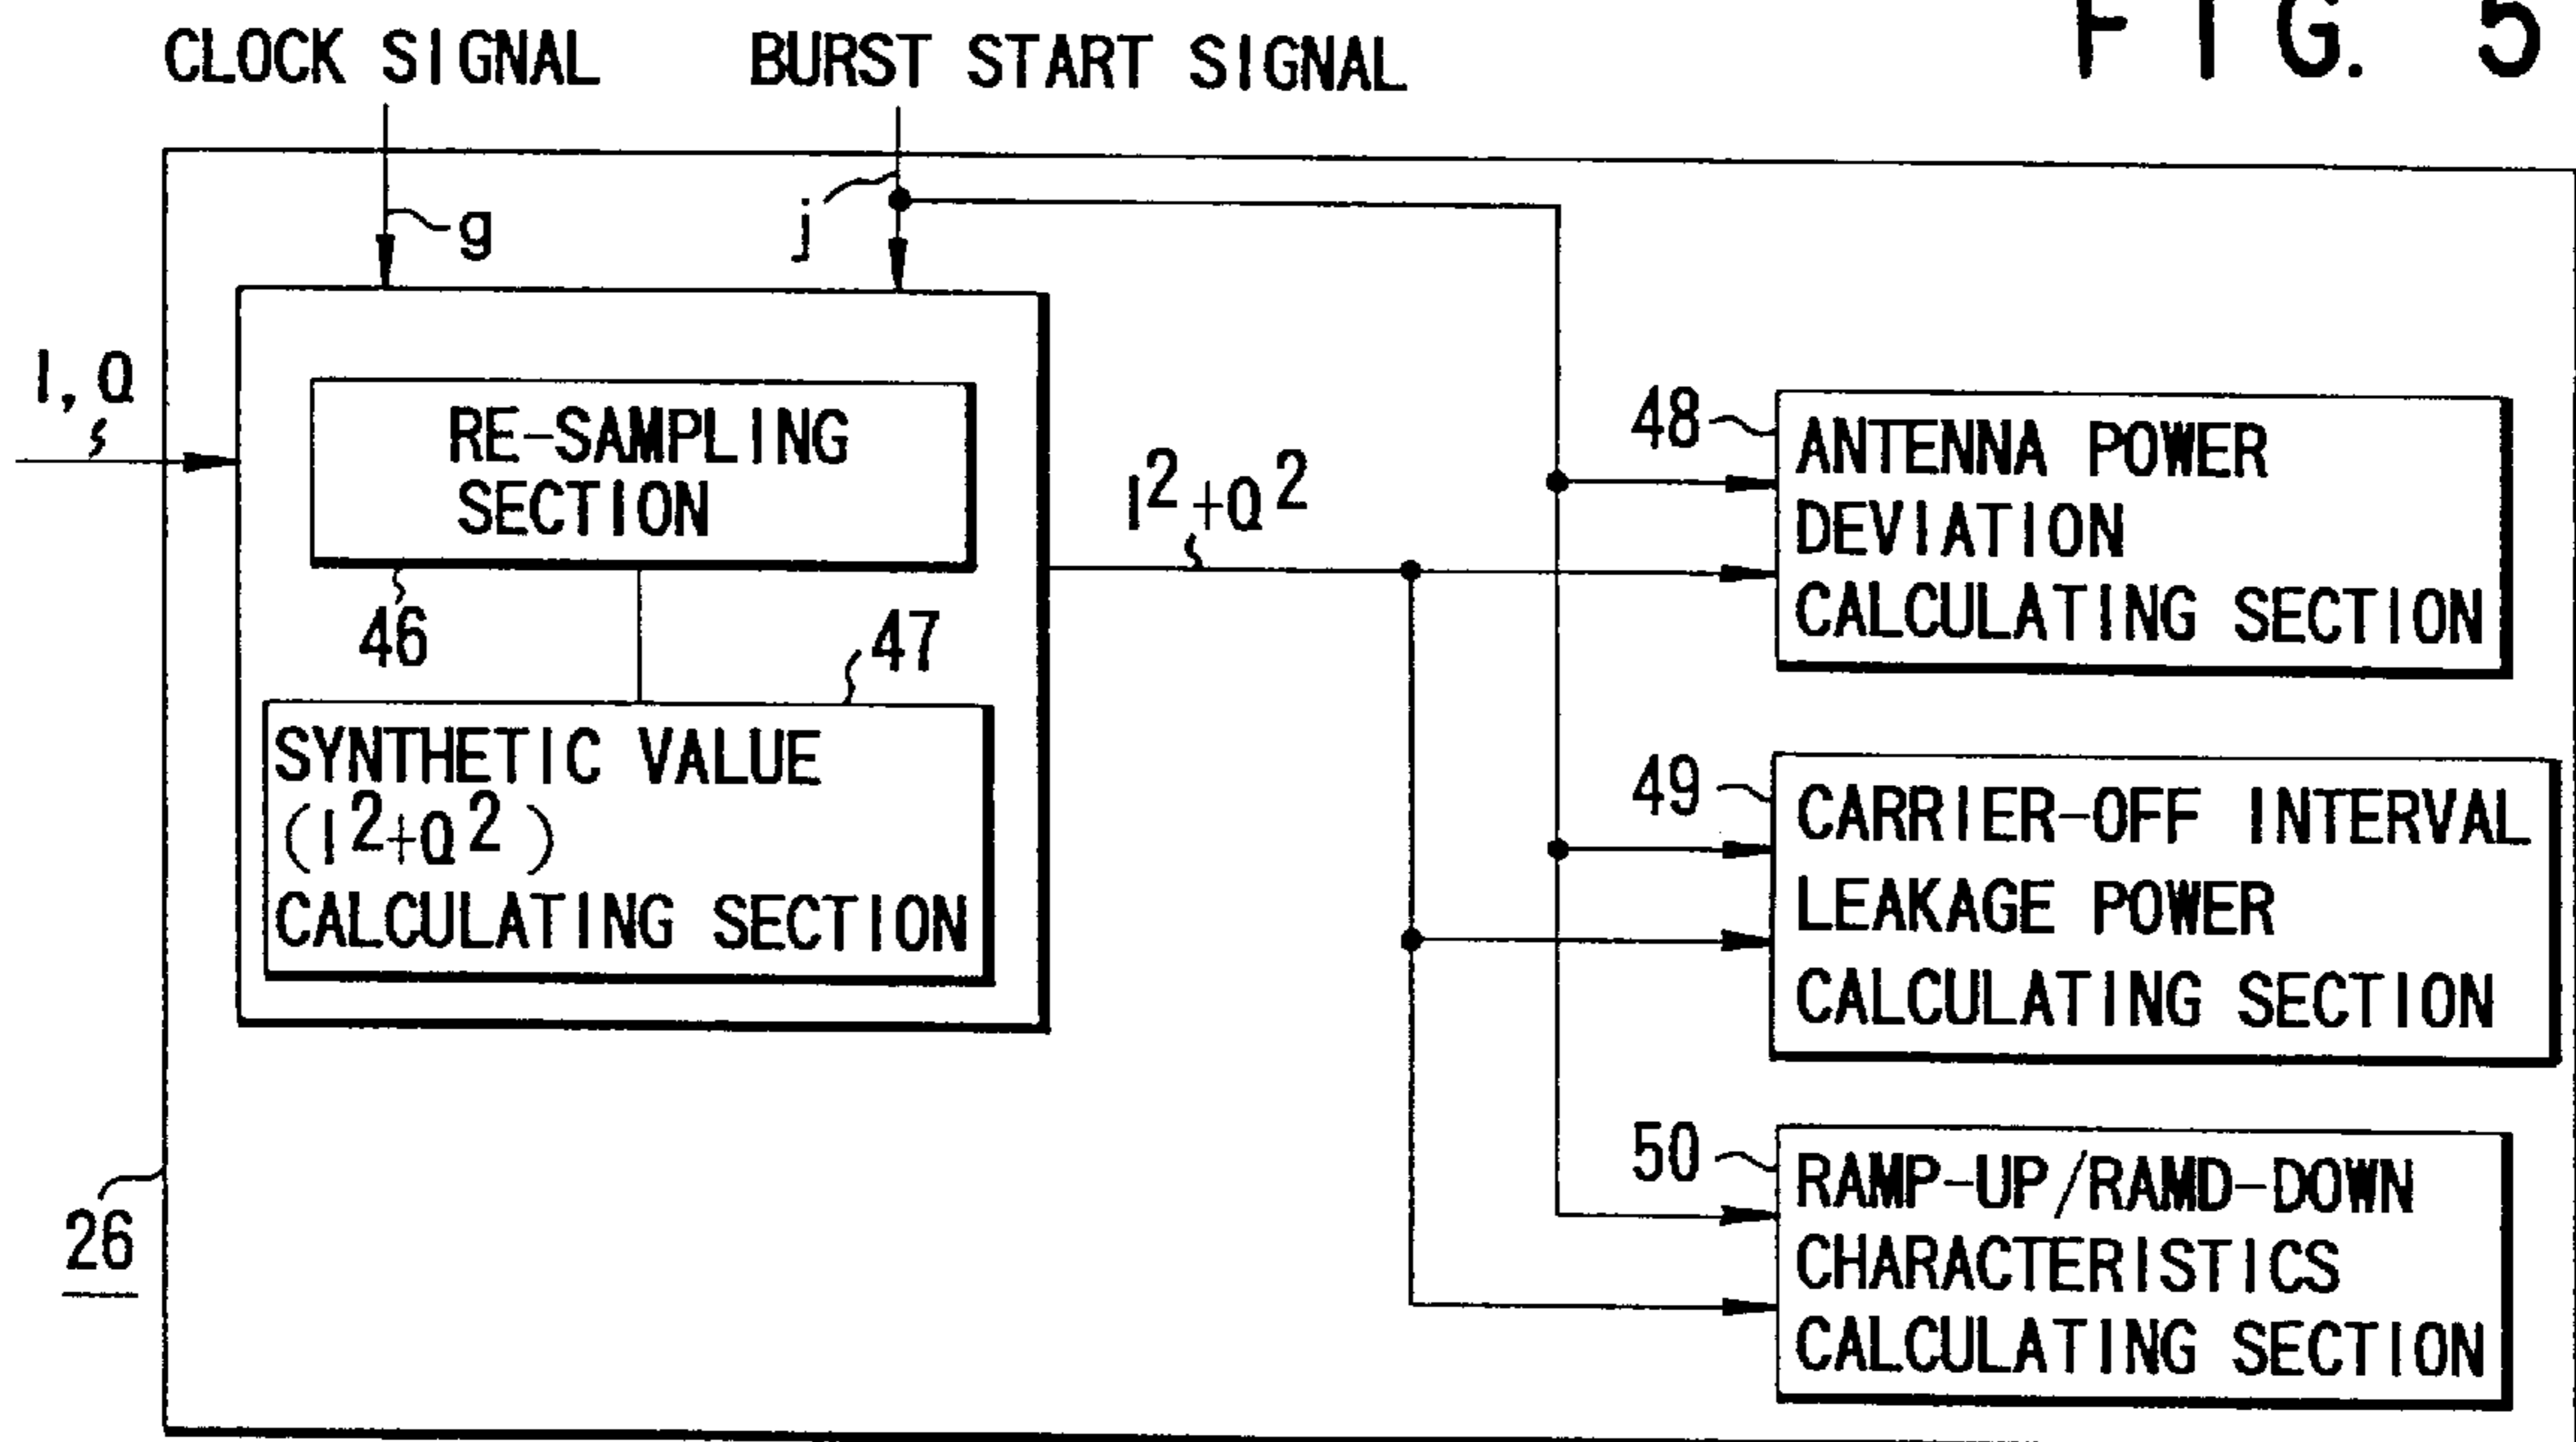 FIG. 5
CLOCK SIGNAL
BURST START SIGNAL
g
j
I, Q
RE-SAMPLING
SECTION
46
47
SYNTHETIC VALUE
(I²+Q²)
CALCULATING SECTION
I²+Q²
48
ANTENNA POWER
DEVIATION
CALCULATING SECTION
49
CARRIER-OFF INTERVAL
LEAKAGE POWER
CALCULATING SECTION
50
RAMP-UP/RAMD-DOWN
CHARACTERISTICS
CALCULATING SECTION
26